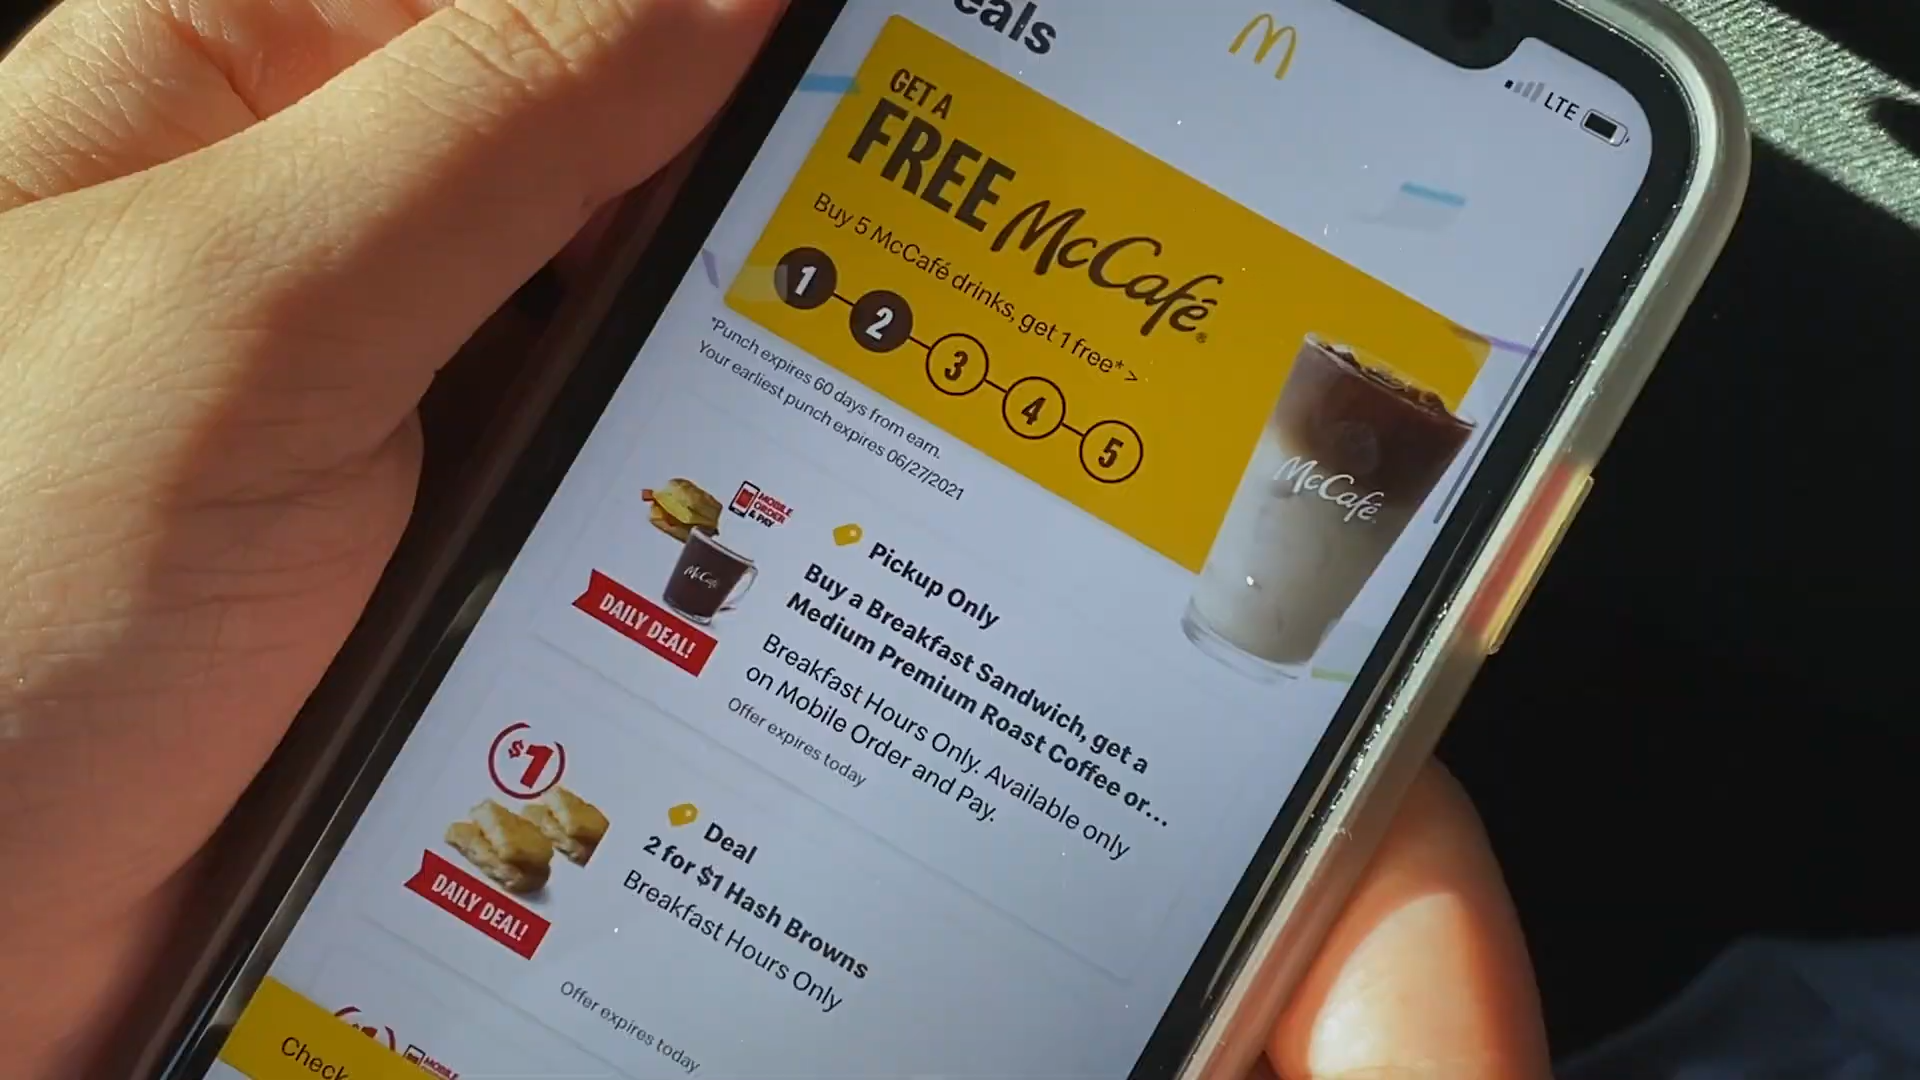 eals
LTE
GET A
FREE McCafé®
Buy 5 McCafé drinks, get 1 free* >
1 2 3 4 5
McCafé
*Punch expires 60 days from earn.
Your earliest punch expires 06/27/2021
MOBILE
ORDER
& PAY
McCafé
DAILY DEAL!
Pickup Only
Buy a Breakfast Sandwich, get a
Medium Premium Roast Coffee or...
Breakfast Hours Only. Available only
on Mobile Order and Pay.
Offer expires today
$1
DAILY DEAL!
Deal
2 for $1 Hash Browns
Breakfast Hours Only
Offer expires today
MOBILE
Check